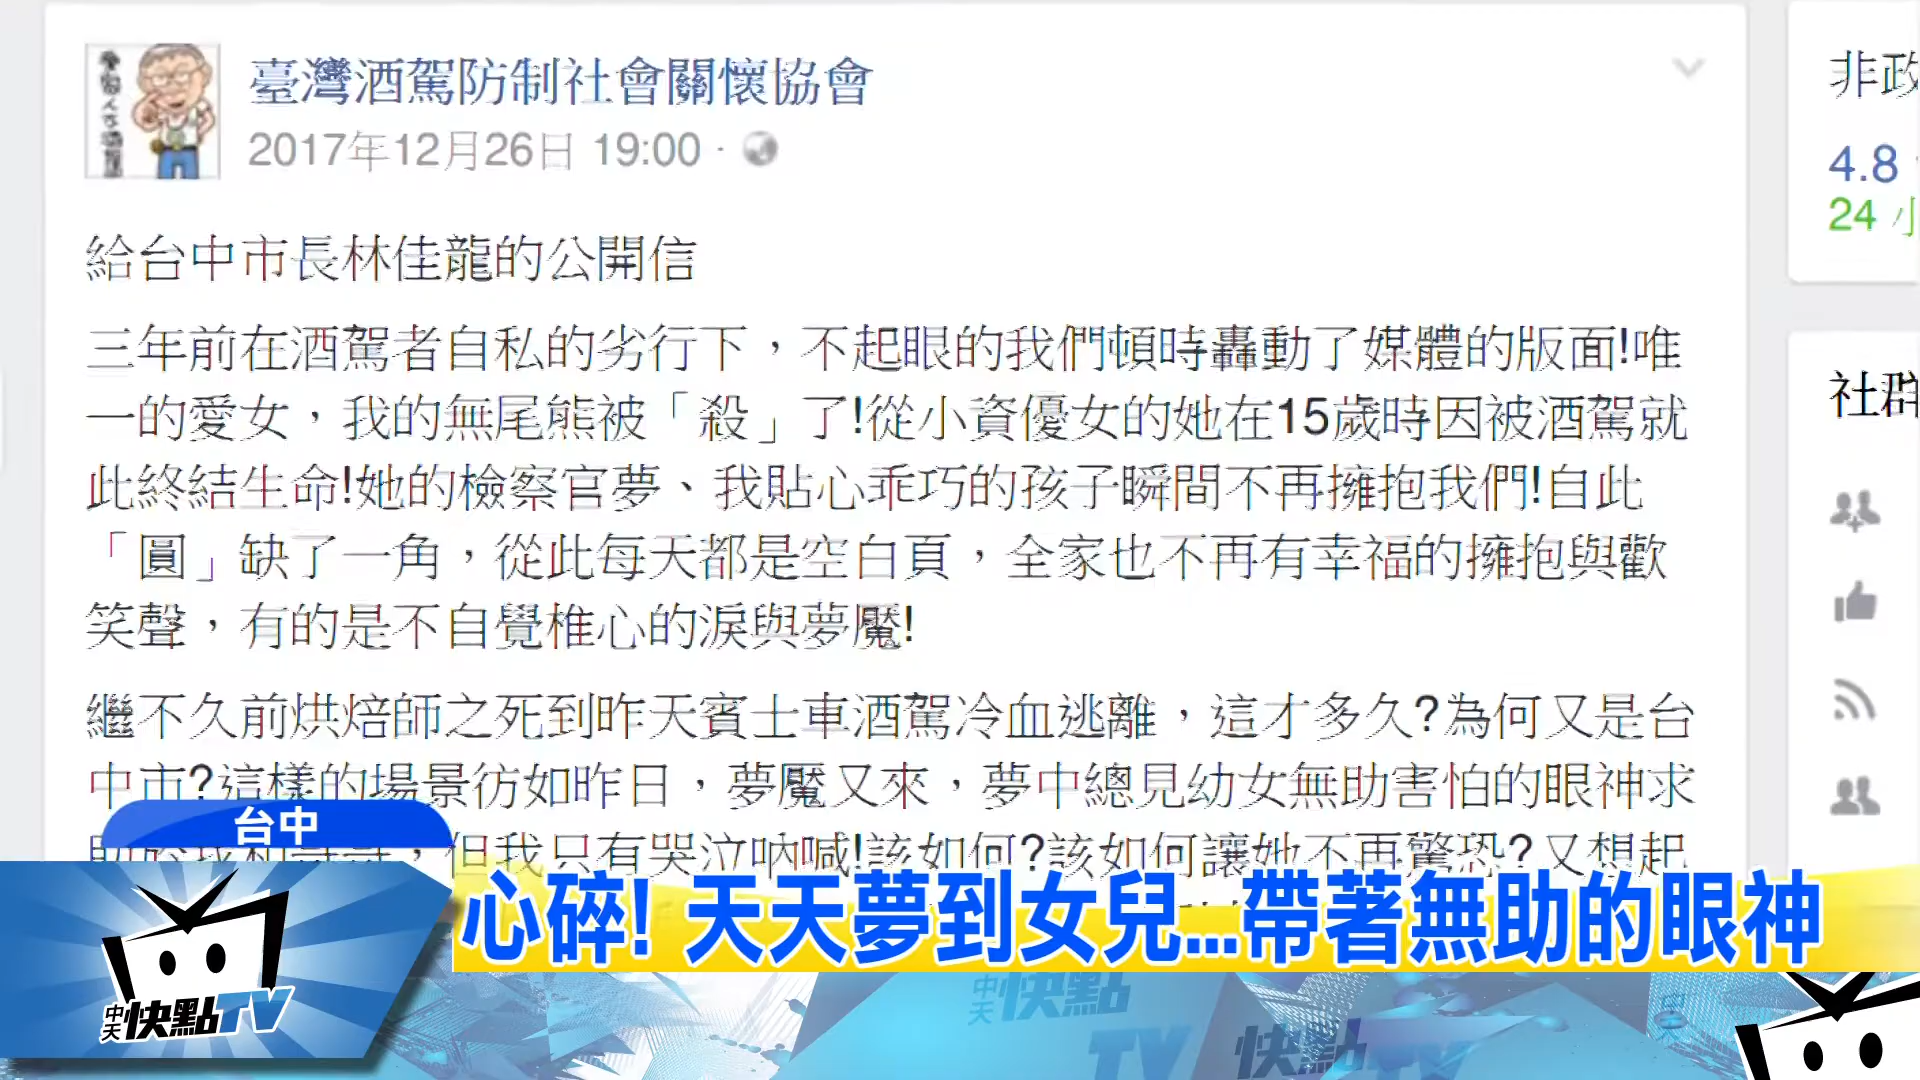 臺灣酒駕防制社會關懷協會
2017年12月26日 19:00
給台中市長林佳龍的公開信
三年前在酒駕者自私的劣行下，不起眼的我們頓時轟動了媒體的版面!唯
一的愛女，我的無尾熊被「殺」了!從小資優女的她在15歲時因被酒駕就
此終結生命!她的檢察官夢、我貼心乖巧的孩子瞬間不再擁抱我們!自此
「圓」缺了一角，從此每天都是空白頁，全家也不再有幸福的擁抱與歡
笑聲，有的是不自覺椎心的淚與夢魘!
繼不久前烘焙師之死到昨天賓士車酒駕冷血逃離，這才多久?為何又是台
中市?這樣的場景彷如昨日，夢魘又來，夢中總見幼女無助害怕的眼神求
，但我只有哭泣吶喊!該如何?該如何讓她不再驚恐?又想起
非政
4.8
24 小
社群
台中
心碎! 天天夢到女兒...帶著無助的眼神
中天快點TV
中天快點TV
快點